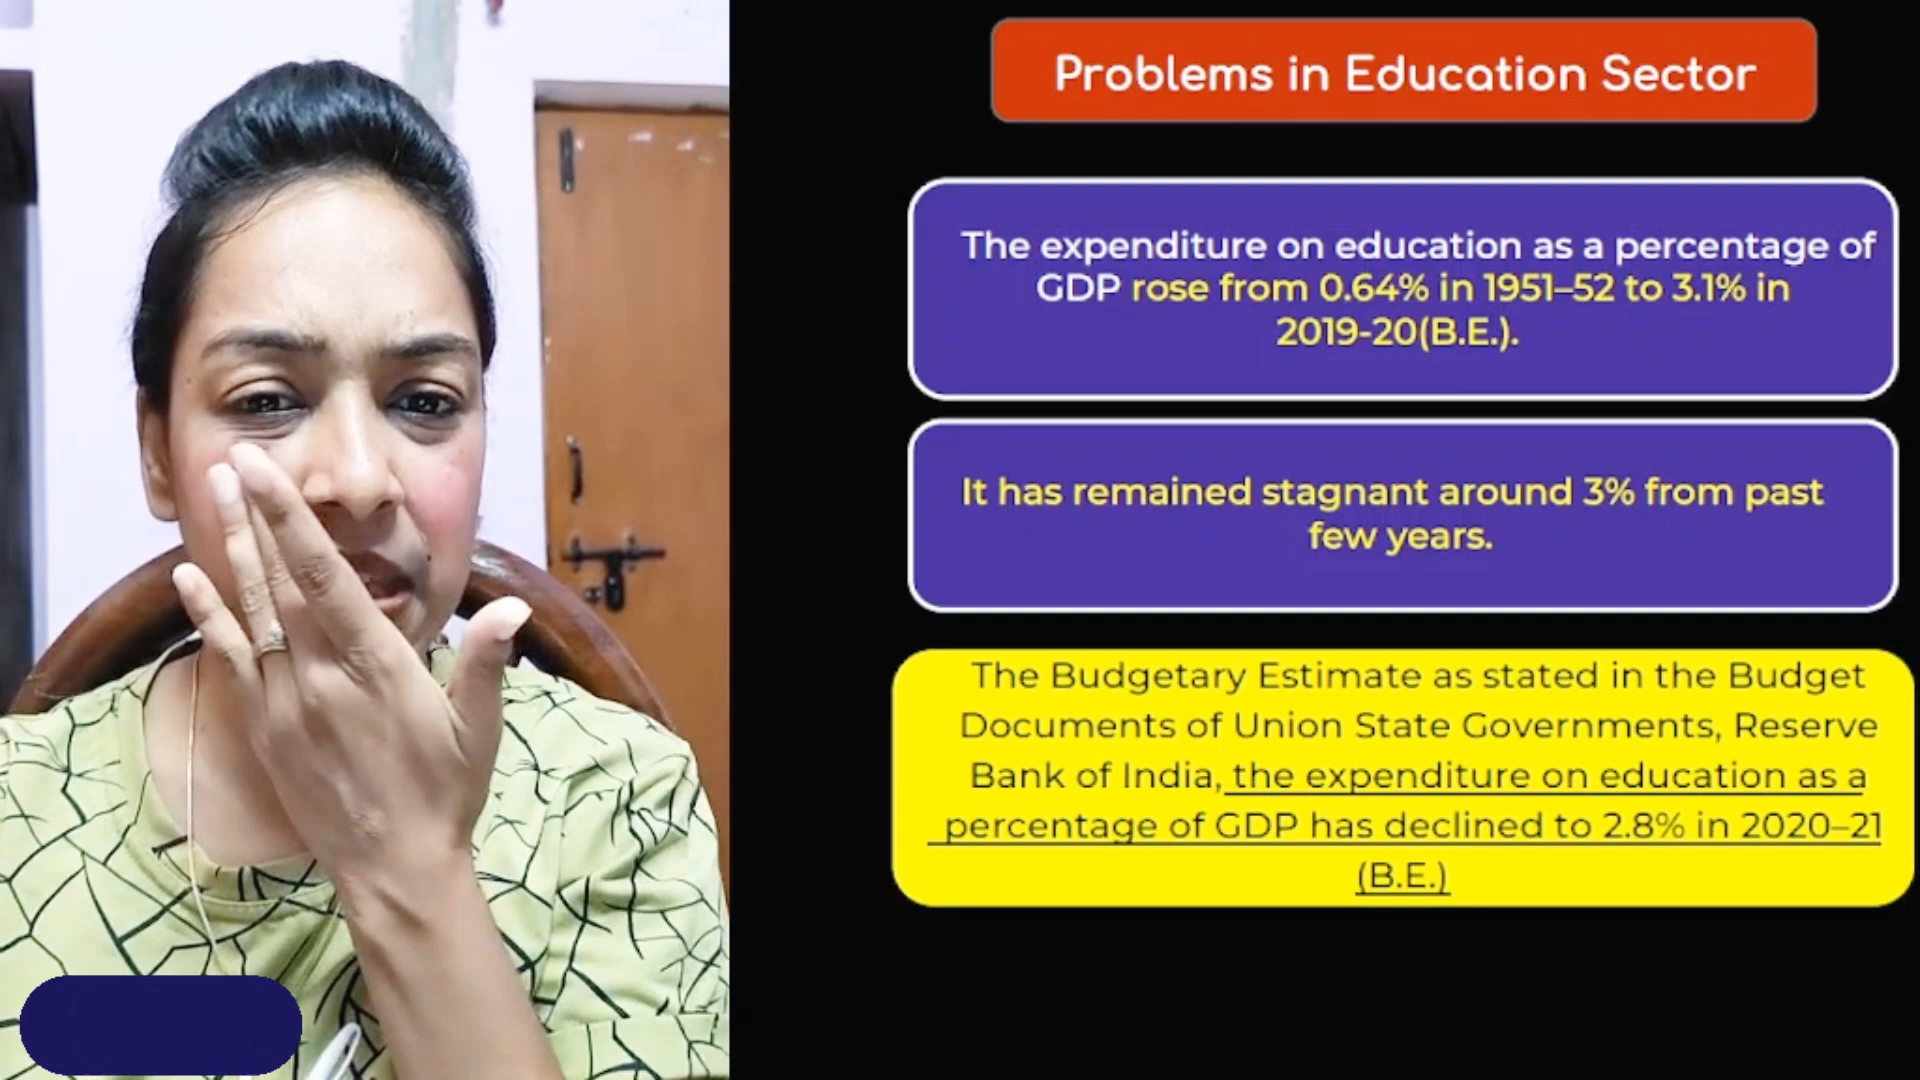 Problems in Education Sector
The expenditure on education as a percentage of
GDP rose from 0.64% in 1951–52 to 3.1% in
2019-20(B.E.).
It has remained stagnant around 3% from past
few years.
The Budgetary Estimate as stated in the Budget
Documents of Union State Governments, Reserve
Bank of India, the expenditure on education as a
percentage of GDP has declined to 2.8% in 2020–21
(B.E.)